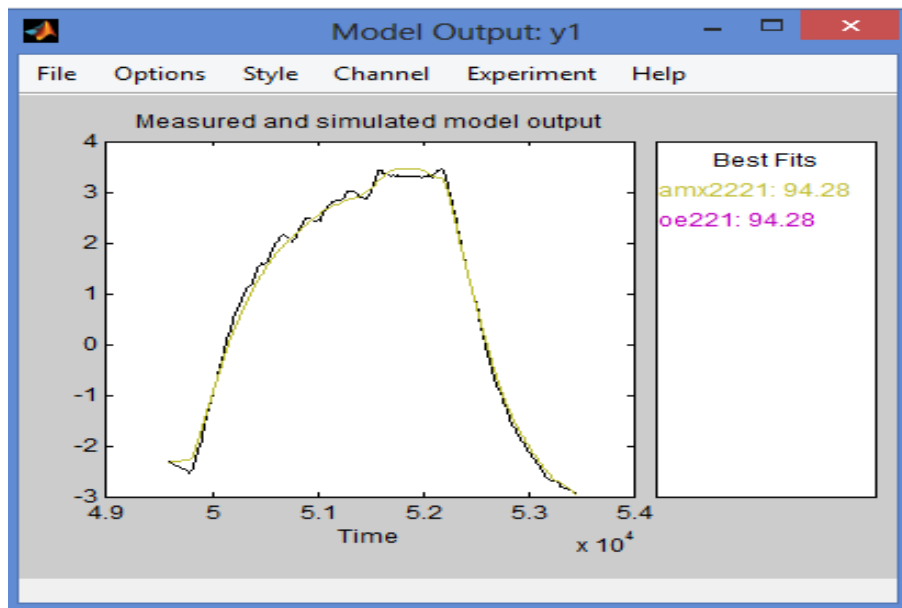 Model Output: y1
File Options Style Channel Experiment Help
Measured and simulated model output
4
3
2
1
0
-1
-2
-3
4.9 5 5.1 5.2 5.3 5.4
Time
x 10^4
Best Fits
amx2221: 94.28
oe221: 94.28